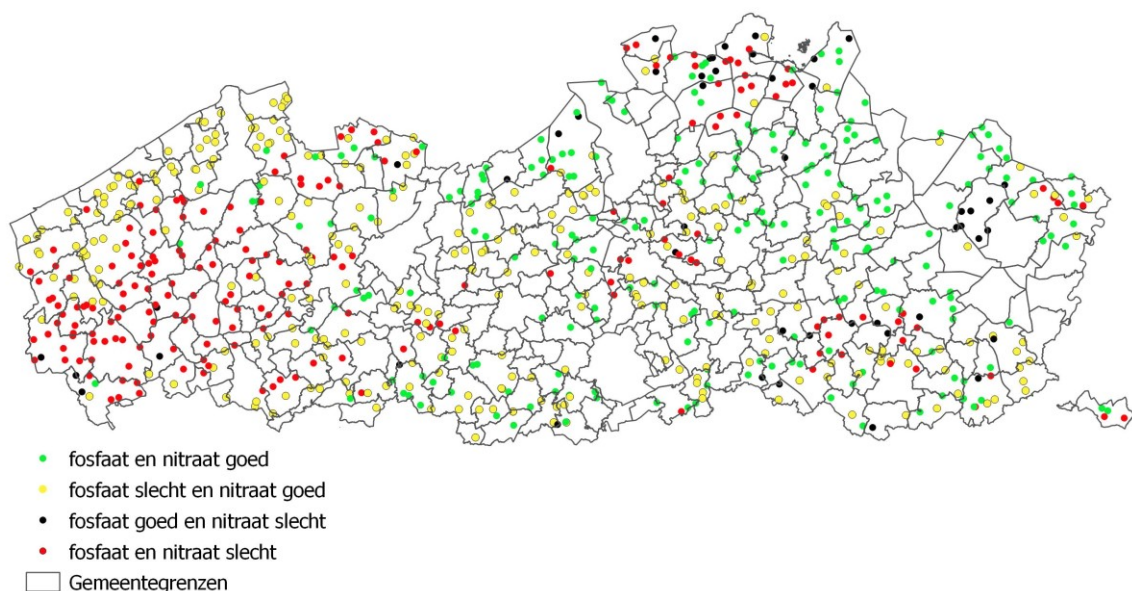 fosfaat en nitraat goed
fosfaat slecht en nitraat goed
fosfaat goed en nitraat slecht
fosfaat en nitraat slecht
Gemeentegrenzen